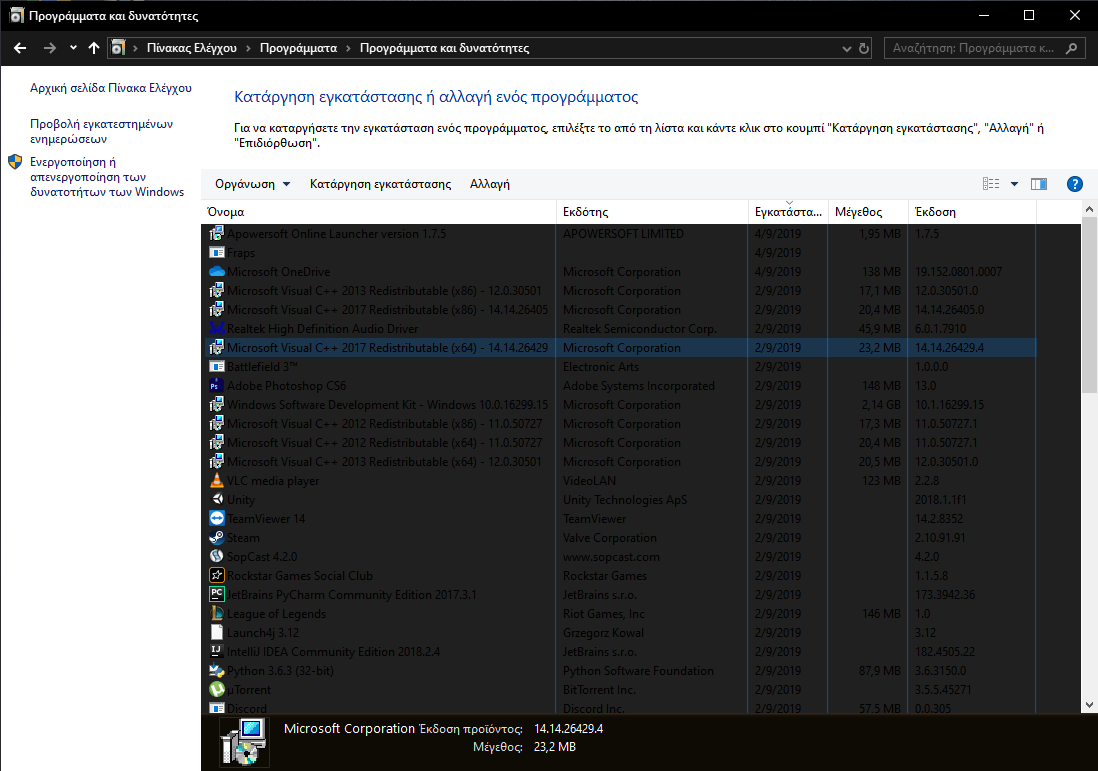 Προγράμματα και δυνατότητες
Πίνακας Ελέγχου > Προγράμματα > Προγράμματα και δυνατότητες
Αναζήτηση: Προγράμματα κ...
Αρχική σελίδα Πίνακα Ελέγχου
Προβολή εγκατεστημένων
ενημερώσεων
Ενεργοποίηση ή
απενεργοποίηση των
δυνατοτήτων των Windows
Κατάργηση εγκατάστασης ή αλλαγή ενός προγράμματος
Για να καταργήσετε την εγκατάσταση ενός προγράμματος, επιλέξτε το από τη λίστα και κάντε κλικ στο κουμπί "Κατάργηση εγκατάστασης", "Αλλαγή" ή
"Επιδιόρθωση".
Οργάνωση Κατάργηση εγκατάστασης Αλλαγή
Όνομα Εκδότης Εγκατάστα... Μέγεθος Έκδοση
Apowersoft Online Launcher version 1.7.5 APOWERSOFT LIMITED 4/9/2019 1,95 MB 1.7.5
Fraps 4/9/2019
Microsoft OneDrive Microsoft Corporation 4/9/2019 138 MB 19.152.0801.0007
Microsoft Visual C++ 2013 Redistributable (x86) - 12.0.30501 Microsoft Corporation 2/9/2019 17,1 MB 12.0.30501.0
Microsoft Visual C++ 2017 Redistributable (x86) - 14.14.26405 Microsoft Corporation 2/9/2019 20,4 MB 14.14.26405.0
Realtek High Definition Audio Driver Realtek Semiconductor Corp. 2/9/2019 45,9 MB 6.0.1.7910
Microsoft Visual C++ 2017 Redistributable (x64) - 14.14.26429 Microsoft Corporation 2/9/2019 23,2 MB 14.14.26429.4
Battlefield 3™ Electronic Arts 2/9/2019 1.0.0.0
Adobe Photoshop CS6 Adobe Systems Incorporated 2/9/2019 148 MB 13.0
Windows Software Development Kit - Windows 10.0.16299.15 Microsoft Corporation 2/9/2019 2,14 GB 10.1.16299.15
Microsoft Visual C++ 2012 Redistributable (x86) - 11.0.50727 Microsoft Corporation 2/9/2019 17,3 MB 11.0.50727.1
Microsoft Visual C++ 2012 Redistributable (x64) - 11.0.50727 Microsoft Corporation 2/9/2019 20,4 MB 11.0.50727.1
Microsoft Visual C++ 2013 Redistributable (x64) - 12.0.30501 Microsoft Corporation 2/9/2019 20,5 MB 12.0.30501.0
VLC media player VideoLAN 2/9/2019 123 MB 2.2.8
Unity Unity Technologies ApS 2/9/2019 2018.1.1f1
TeamViewer 14 TeamViewer 2/9/2019 14.2.8352
Steam Valve Corporation 2/9/2019 2.10.91.91
SopCast 4.2.0 www.sopcast.com 2/9/2019 4.2.0
Rockstar Games Social Club Rockstar Games 2/9/2019 1.1.5.8
JetBrains PyCharm Community Edition 2017.3.1 JetBrains s.r.o. 2/9/2019 173.3942.36
League of Legends Riot Games, Inc 2/9/2019 146 MB 1.0
Launch4j 3.12 Grzegorz Kowal 2/9/2019 3.12
IntelliJ IDEA Community Edition 2018.2.4 JetBrains s.r.o. 2/9/2019 182.4505.22
Python 3.6.3 (32-bit) Python Software Foundation 2/9/2019 87,9 MB 3.6.3150.0
µTorrent BitTorrent Inc. 2/9/2019 3.5.5.45271
Discord Discord Inc. 2/9/2019 57,5 MB 0.0.305
Microsoft Corporation Έκδοση προϊόντος: 14.14.26429.4
Μέγεθος: 23,2 MB